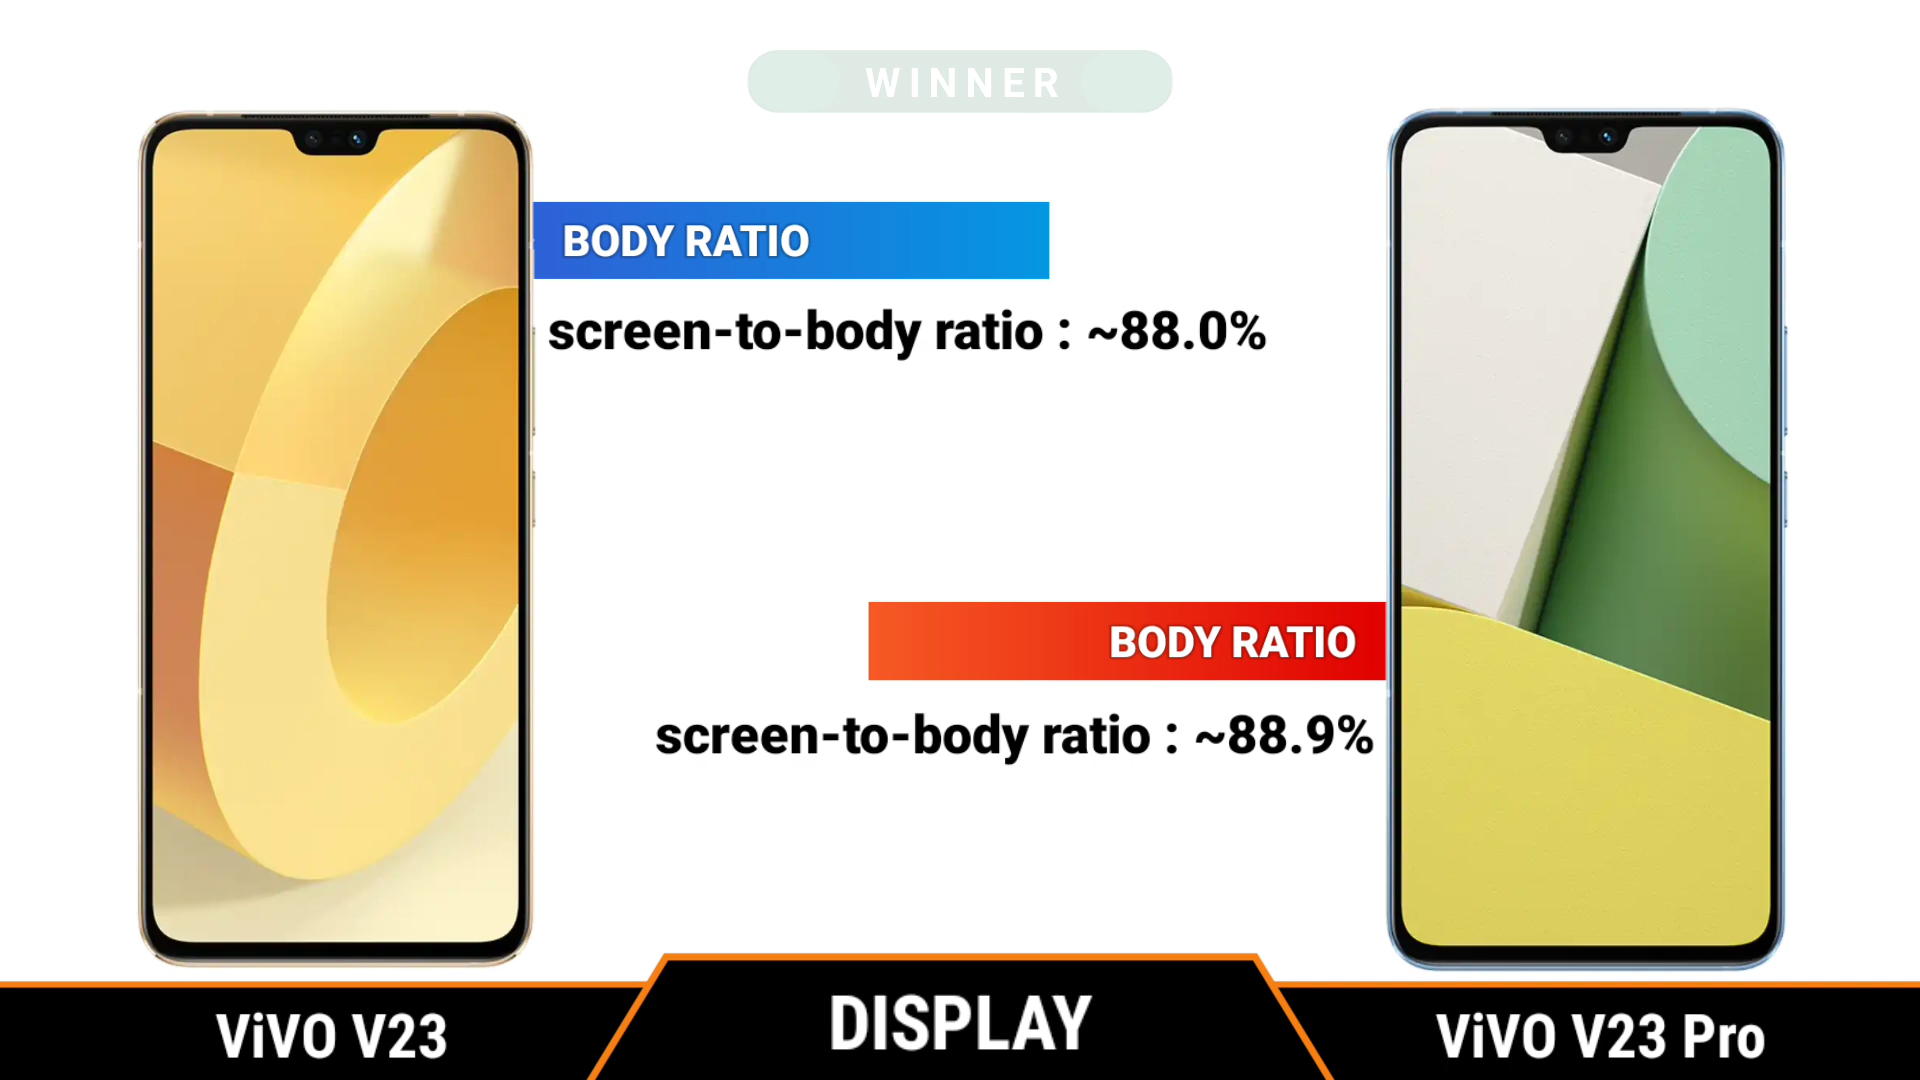 WINNER
BODY RATIO
screen-to-body ratio : ~88.0%
BODY RATIO
screen-to-body ratio : ~88.9%
ViVO V23
DISPLAY
ViVO V23 Pro